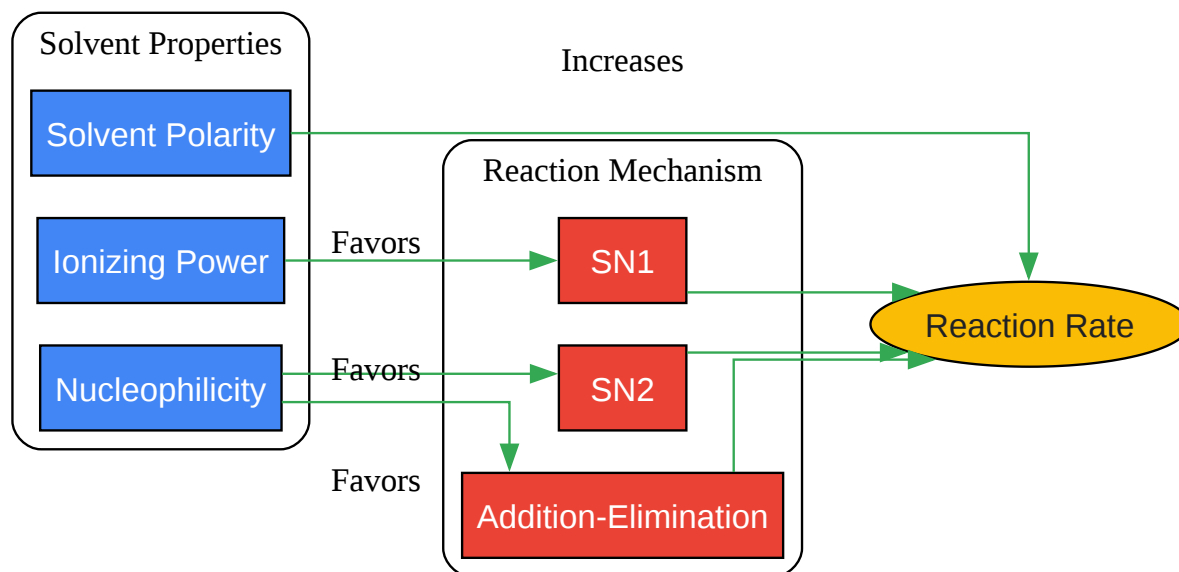 Solvent Properties
Increases
Solvent Polarity
Reaction Mechanism
Ionizing Power
Favors
SN1
Reaction Rate
Nucleophilicity
Favors
SN2
Favors
Addition-Elimination